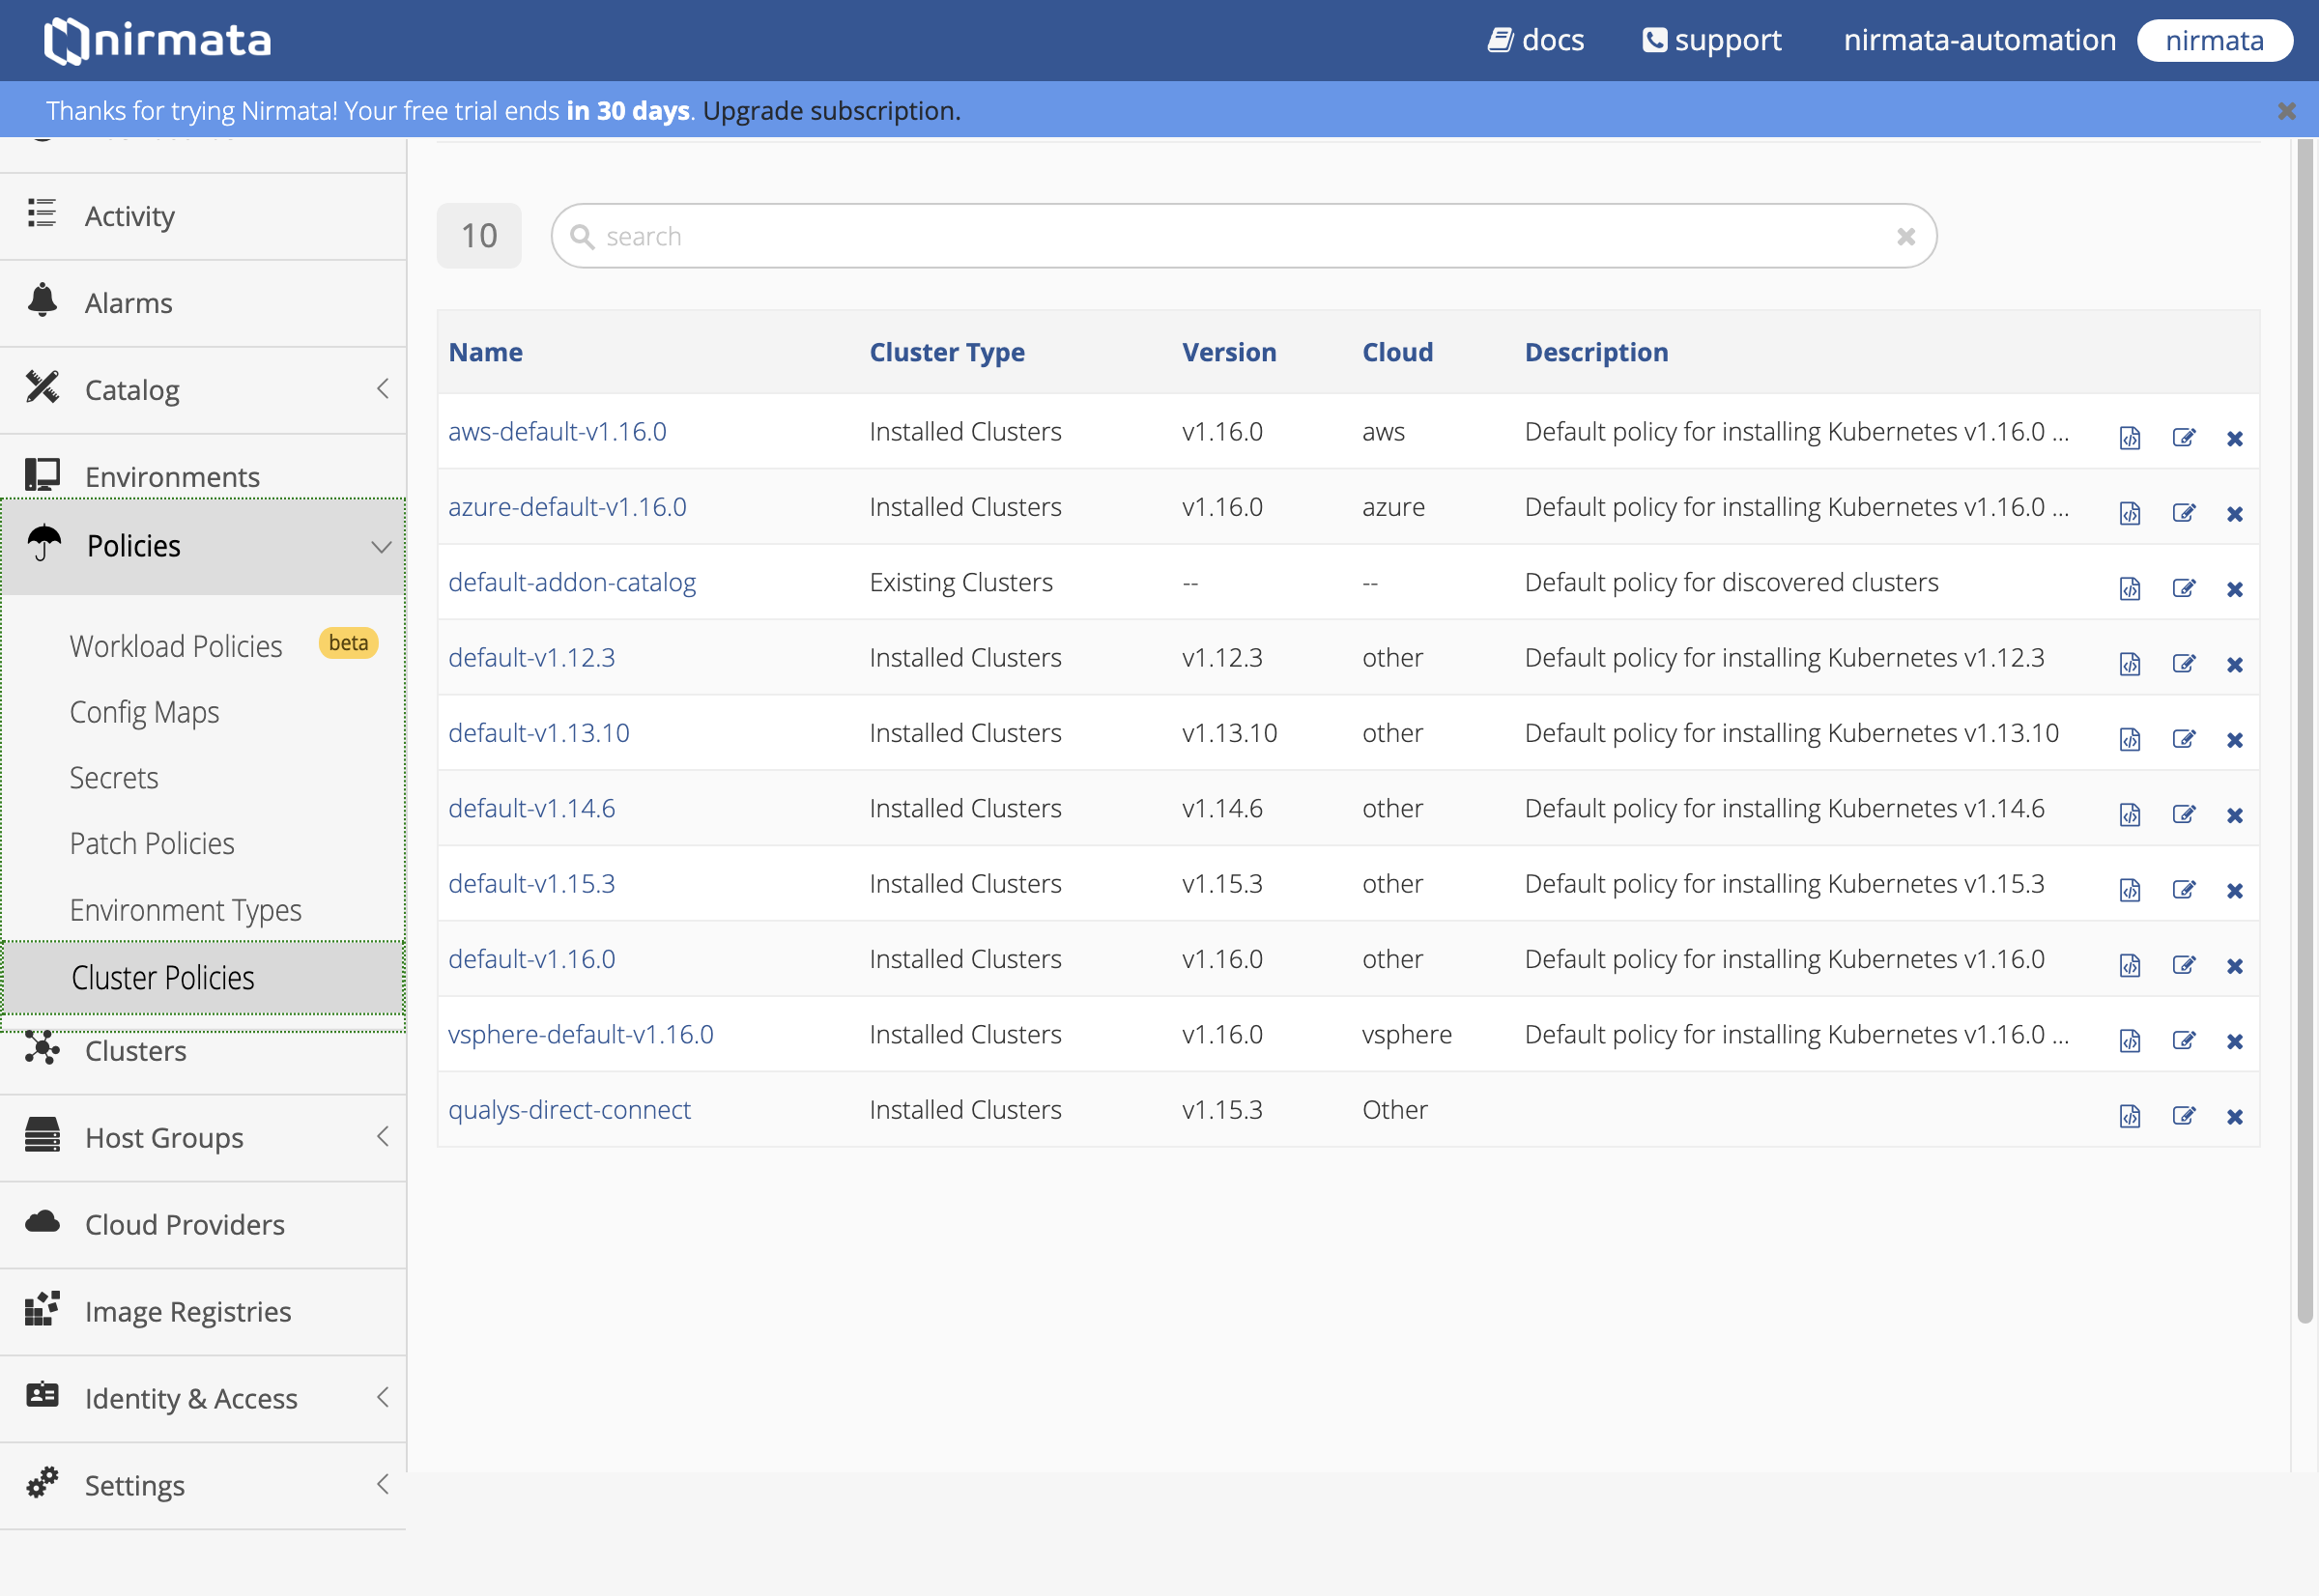 nirmata
docs
support
nirmata-automation
nirmata
Thanks for trying Nirmata! Your free trial ends in 30 days. Upgrade subscription.
Activity
Alarms
Catalog
Environments
Policies
Workload Policies beta
Config Maps
Secrets
Patch Policies
Environment Types
Cluster Policies
Clusters
Host Groups
Cloud Providers
Image Registries
Identity & Access
Settings
10
search
Name Cluster Type Version Cloud Description
aws-default-v1.16.0 Installed Clusters v1.16.0 aws Default policy for installing Kubernetes v1.16.0 ...
azure-default-v1.16.0 Installed Clusters v1.16.0 azure Default policy for installing Kubernetes v1.16.0 ...
default-addon-catalog Existing Clusters -- -- Default policy for discovered clusters
default-v1.12.3 Installed Clusters v1.12.3 other Default policy for installing Kubernetes v1.12.3
default-v1.13.10 Installed Clusters v1.13.10 other Default policy for installing Kubernetes v1.13.10
default-v1.14.6 Installed Clusters v1.14.6 other Default policy for installing Kubernetes v1.14.6
default-v1.15.3 Installed Clusters v1.15.3 other Default policy for installing Kubernetes v1.15.3
default-v1.16.0 Installed Clusters v1.16.0 other Default policy for installing Kubernetes v1.16.0
vsphere-default-v1.16.0 Installed Clusters v1.16.0 vsphere Default policy for installing Kubernetes v1.16.0 ...
qualys-direct-connect Installed Clusters v1.15.3 Other